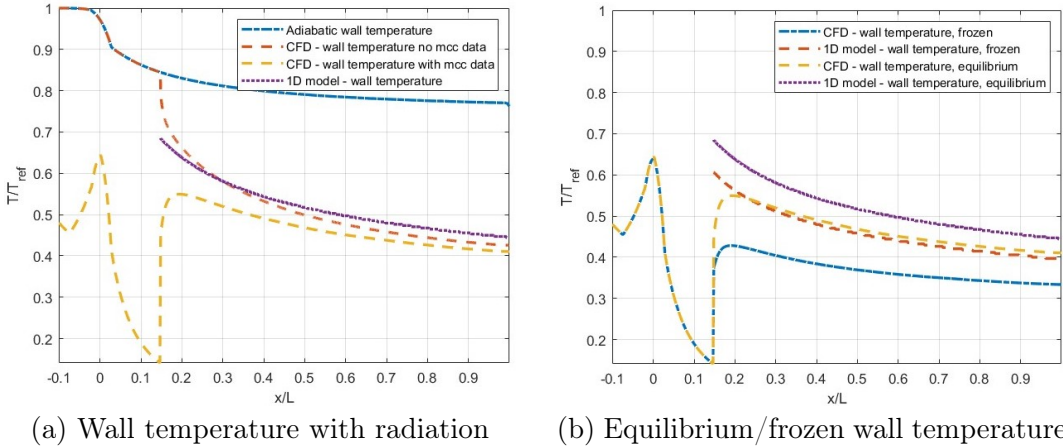 Adiabatic wall temperature
CFD - wall temperature no mcc data
CFD - wall temperature with mcc data
1D model - wall temperature
T/T_ref
1
0.9
0.8
0.7
0.6
0.5
0.4
0.3
0.2
-0.1 0 0.1 0.2 0.3 0.4 0.5 0.6 0.7 0.8 0.9
x/L
(a) Wall temperature with radiation
CFD - wall temperature, frozen
1D model - wall temperature, frozen
CFD - wall temperature, equilibrium
1D model - wall temperature, equilibrium
T/T_ref
1
0.9
0.8
0.7
0.6
0.5
0.4
0.3
0.2
-0.1 0 0.1 0.2 0.3 0.4 0.5 0.6 0.7 0.8 0.9
x/L
(b) Equilibrium/frozen wall temperature